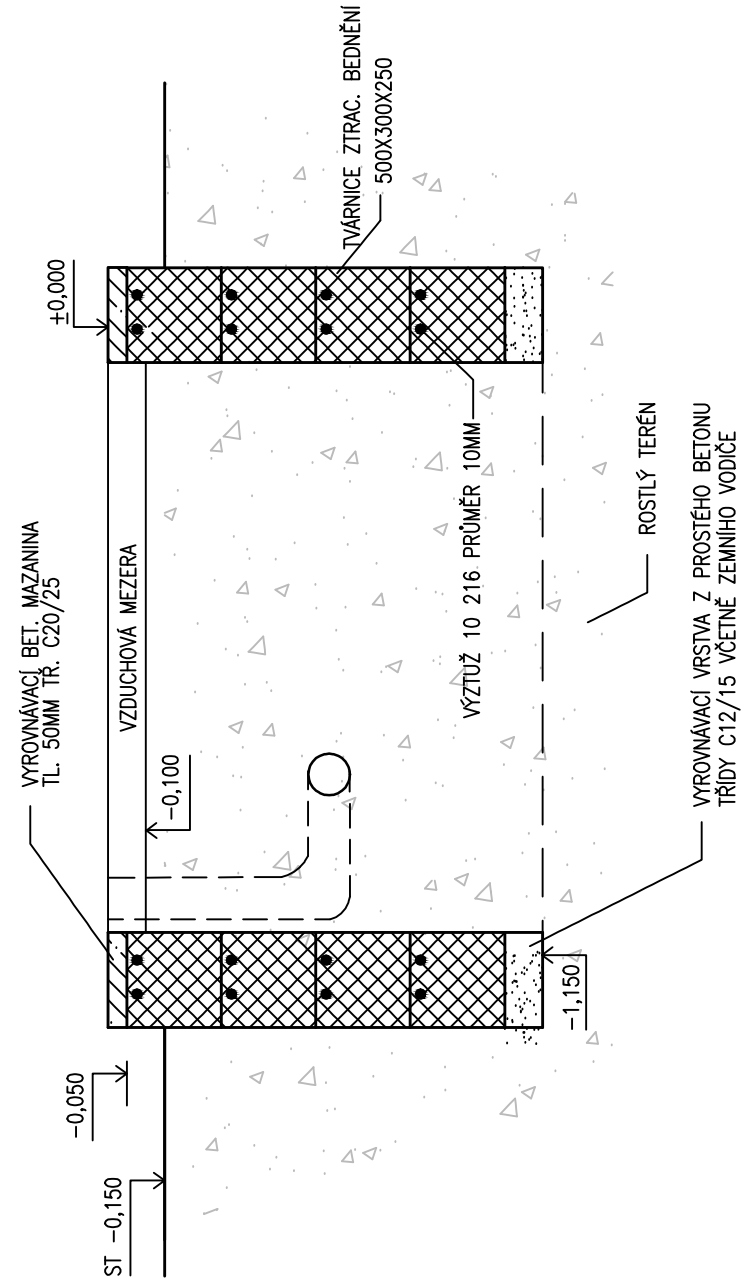 VYROVNÁVACÍ BET. MAZANINA
TL. 50MM TŘ. C20/25
±0,000
VZDUCHOVÁ MEZERA
-0,050
ST -0,150
-0,100
TVÁRNICE ZTRAC. BEDNĚNÍ
500X300X250
VÝZTUŽ 10 216 PRŮMĚR 10MM
-1,150
ROSTLÝ TERÉN
VYROVNÁVACÍ VRSTVA Z PROSTÉHO BETONU
TŘÍDY C12/15 VČETNĚ ZEMNÍHO VODIČE